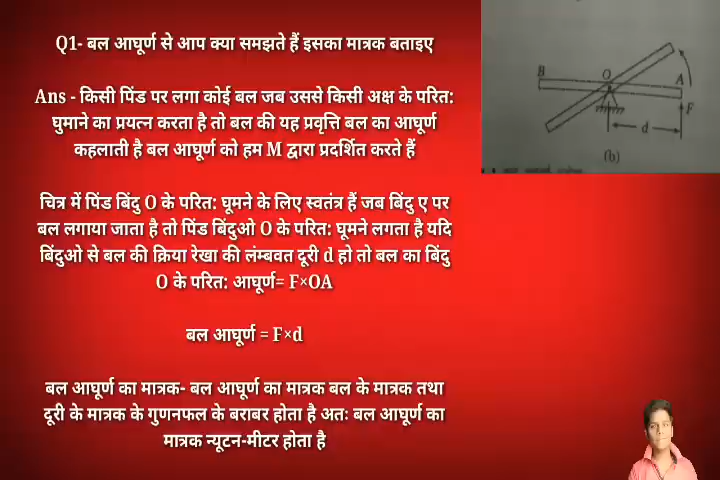 Q1- बल आघूर्ण से आप क्या समझते हैं इसका मात्रक बताइए
Ans - किसी पिंड पर लगा कोई बल जब उससे किसी अक्ष के परित:
घुमाने का प्रयत्न करता है तो बल की यह प्रवृत्ति बल का आघूर्ण
कहलाती है बल आघूर्ण को हम M द्वारा प्रदर्शित करते हैं
चित्र में पिंड बिंदु O के परित: घूमने के लिए स्वतंत्र हैं जब बिंदु ए पर
बल लगाया जाता है तो पिंड बिंदुओ O के परित: घूमने लगता है यदि
बिंदुओ से बल की क्रिया रेखा की लंम्बवत दूरी d हो तो बल का बिंदु
O के परित: आघूर्ण= F×OA
बल आघूर्ण = F×d
बल आघूर्ण का मात्रक- बल आघूर्ण का मात्रक बल के मात्रक तथा
दूरी के मात्रक के गुणनफल के बराबर होता है अतः बल आघूर्ण का
मात्रक न्यूटन-मीटर होता है
B O A
F
d
(b)